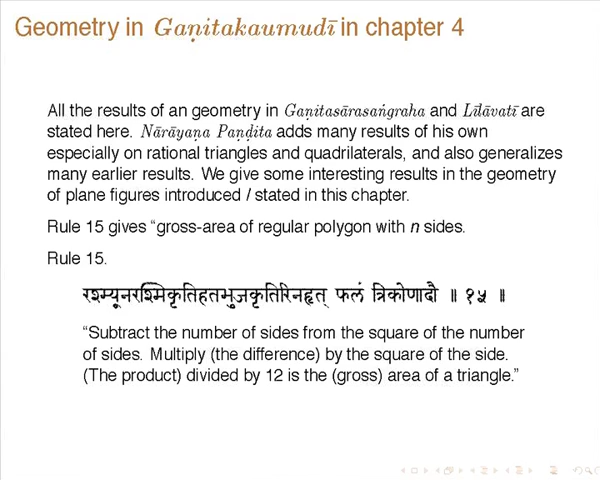 Geometry in Gaṇitakaumudī in chapter 4
All the results of an geometry in Gaṇitasārasaṅgraha and Līlāvatī are
stated here. Nārāyaṇa Paṇḍita adds many results of his own
especially on rational triangles and quadrilaterals, and also generalizes
many earlier results. We give some interesting results in the geometry
of plane figures introduced / stated in this chapter.
Rule 15 gives “gross-area of regular polygon with n sides.
Rule 15.
रश्म्यूनरश्मिकृतिहतभुजकृतिरिनहृत् फलं त्रिकोणादौ ॥ १५ ॥
“Subtract the number of sides from the square of the number
of sides. Multiply (the difference) by the square of the side.
(The product) divided by 12 is the (gross) area of a triangle.”